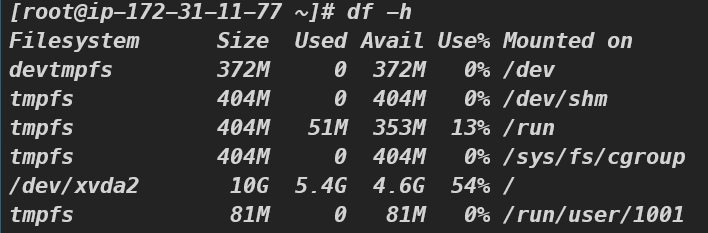 [root@ip-172-31-11-77 ~]# df -h
Filesystem      Size  Used Avail Use% Mounted on
devtmpfs        372M     0  372M   0% /dev
tmpfs           404M     0  404M   0% /dev/shm
tmpfs           404M   51M  353M  13% /run
tmpfs           404M     0  404M   0% /sys/fs/cgroup
/dev/xvda2       10G  5.4G  4.6G  54% /
tmpfs            81M     0   81M   0% /run/user/1001